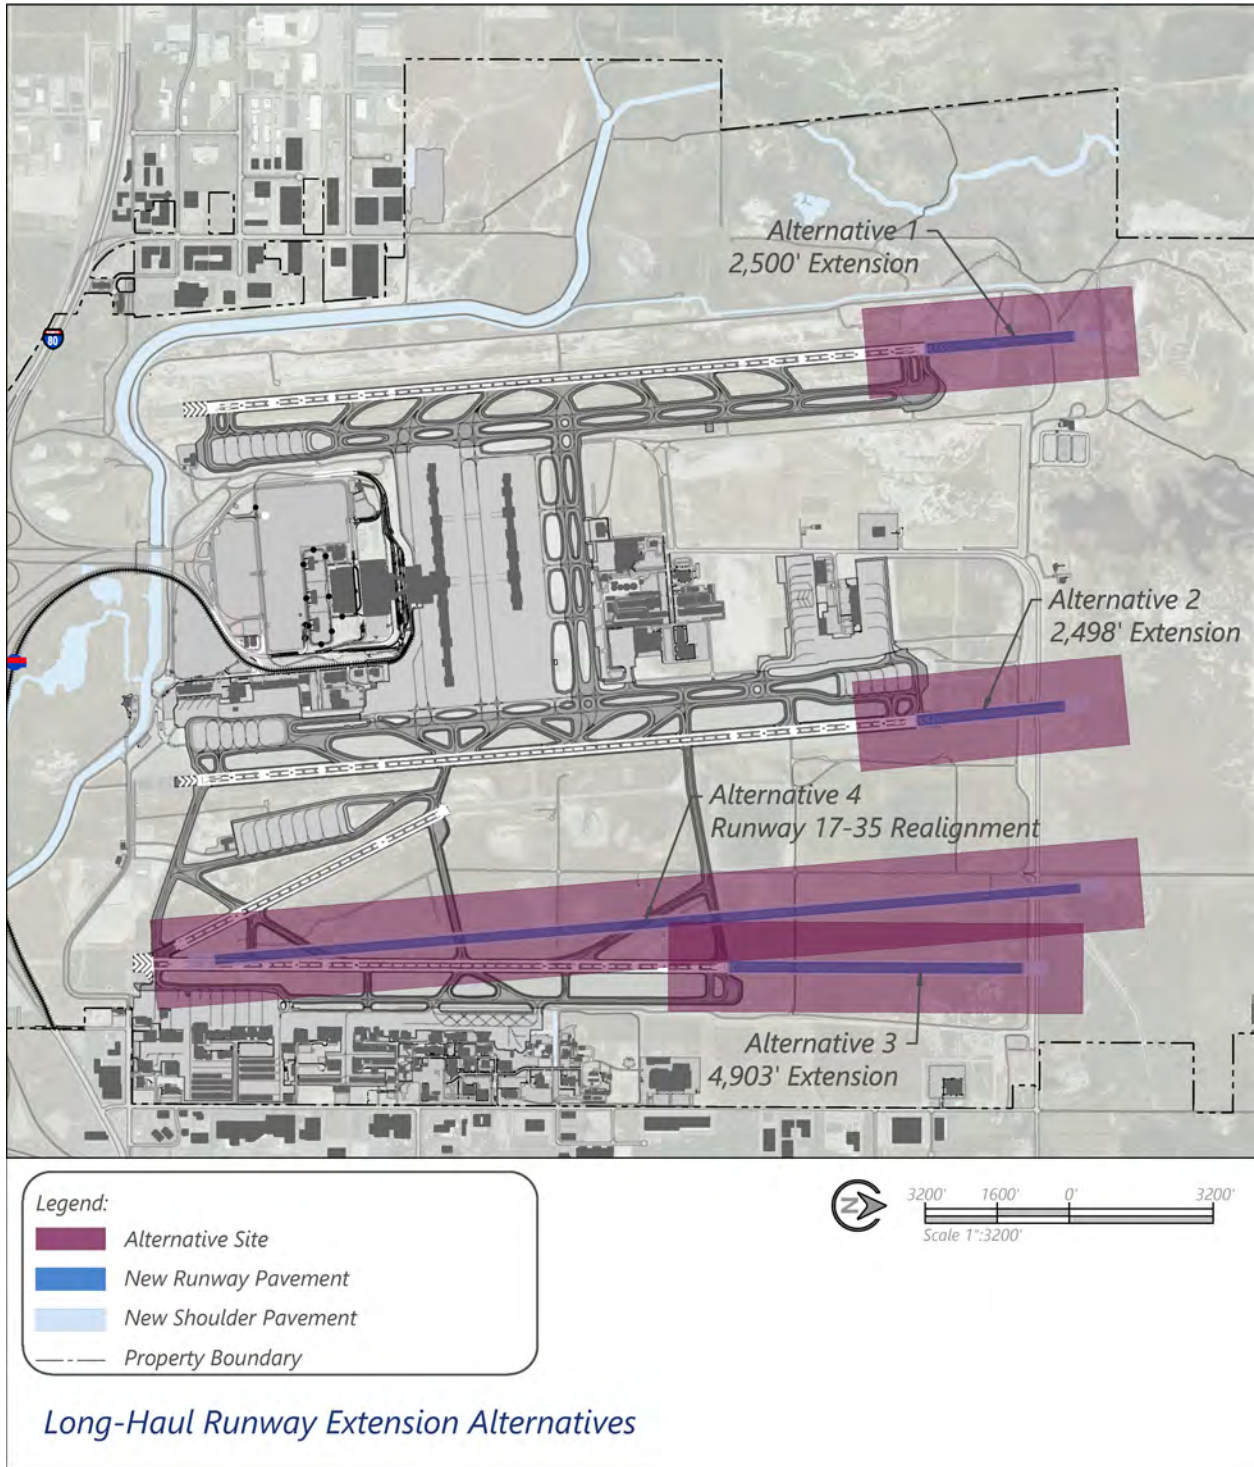 Alternative 1
2,500' Extension
80
Alternative 2
2,498' Extension
Alternative 4
Runway 17-35 Realignment
Alternative 3
4,903' Extension
Legend:
Alternative Site
New Runway Pavement
New Shoulder Pavement
Property Boundary
N
3200' 1600' 0' 3200'
Scale 1":3200'
Long-Haul Runway Extension Alternatives